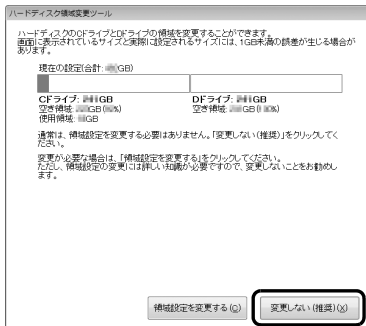 ハードディスク領域変更ツール
ハードディスクのCドライブとDドライブの領域を変更することができます。
画面に表示されているサイズと実際に設定されるサイズには、1GB未満の誤差が生じる場合が
あります。
現在の設定(合計: GB)
Cドライブ: GB
Dドライブ: GB
空き領域: GB( %)
空き領域: GB( %)
使用領域: GB
通常は、領域設定を変更する必要はありません。「変更しない(推奨)」をクリックしてく
ださい。
変更が必要な場合は、「領域設定を変更する」をクリックしてください。
ただし、領域設定の変更には詳しい知識が必要ですので、変更しないことをお勧めし
ます。
領域設定を変更する(C)
変更しない(推奨)(X)